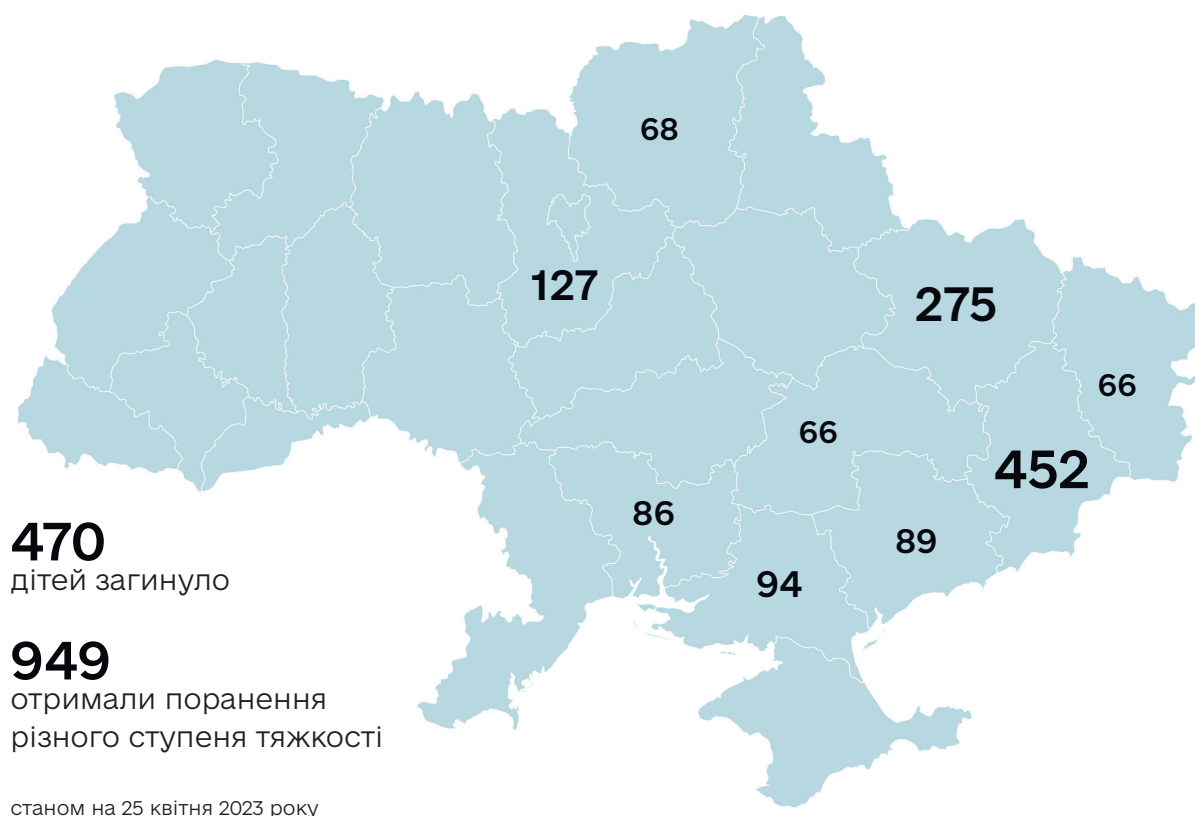 68
127
275
66
66
452
86
89
94
470
дітей загинуло
949
отримали поранення
різного ступеня тяжкості
станом на 25 квітня 2023 року